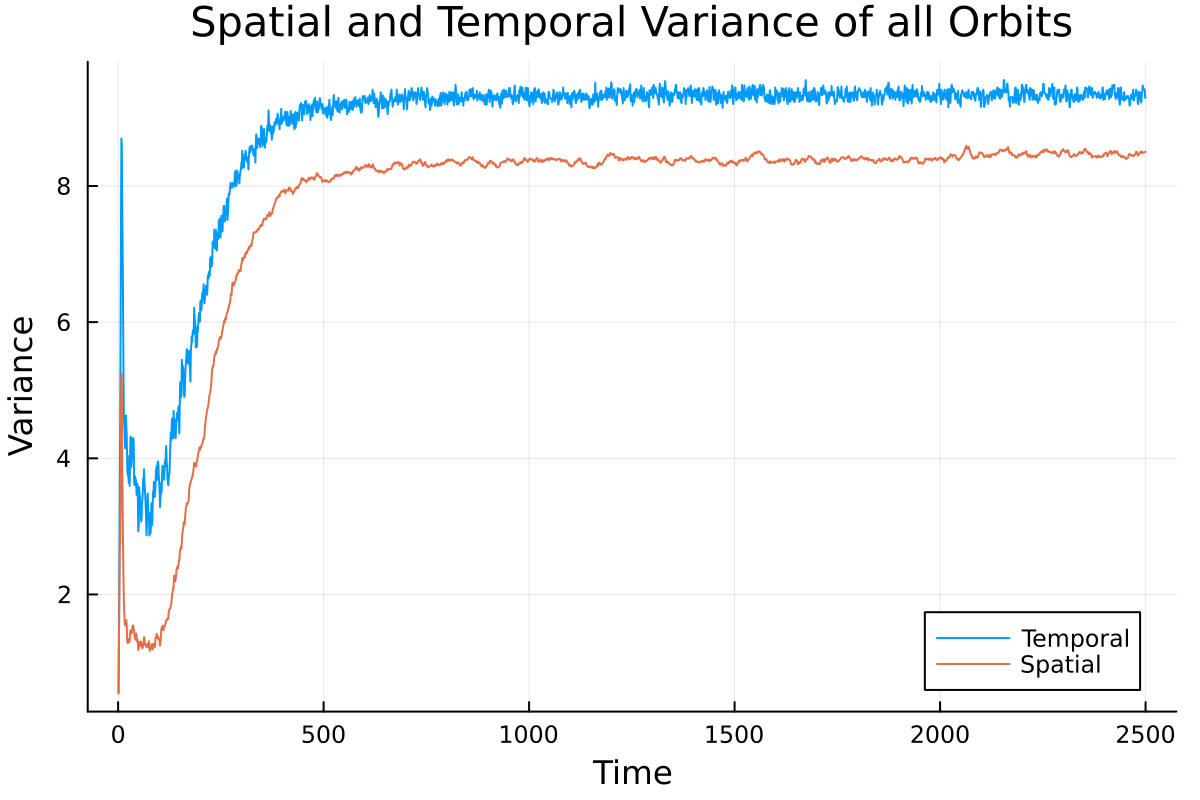 Spatial and Temporal Variance of all Orbits
Variance
8
6
4
2
Temporal
Spatial
0 500 1000 1500 2000 2500
Time